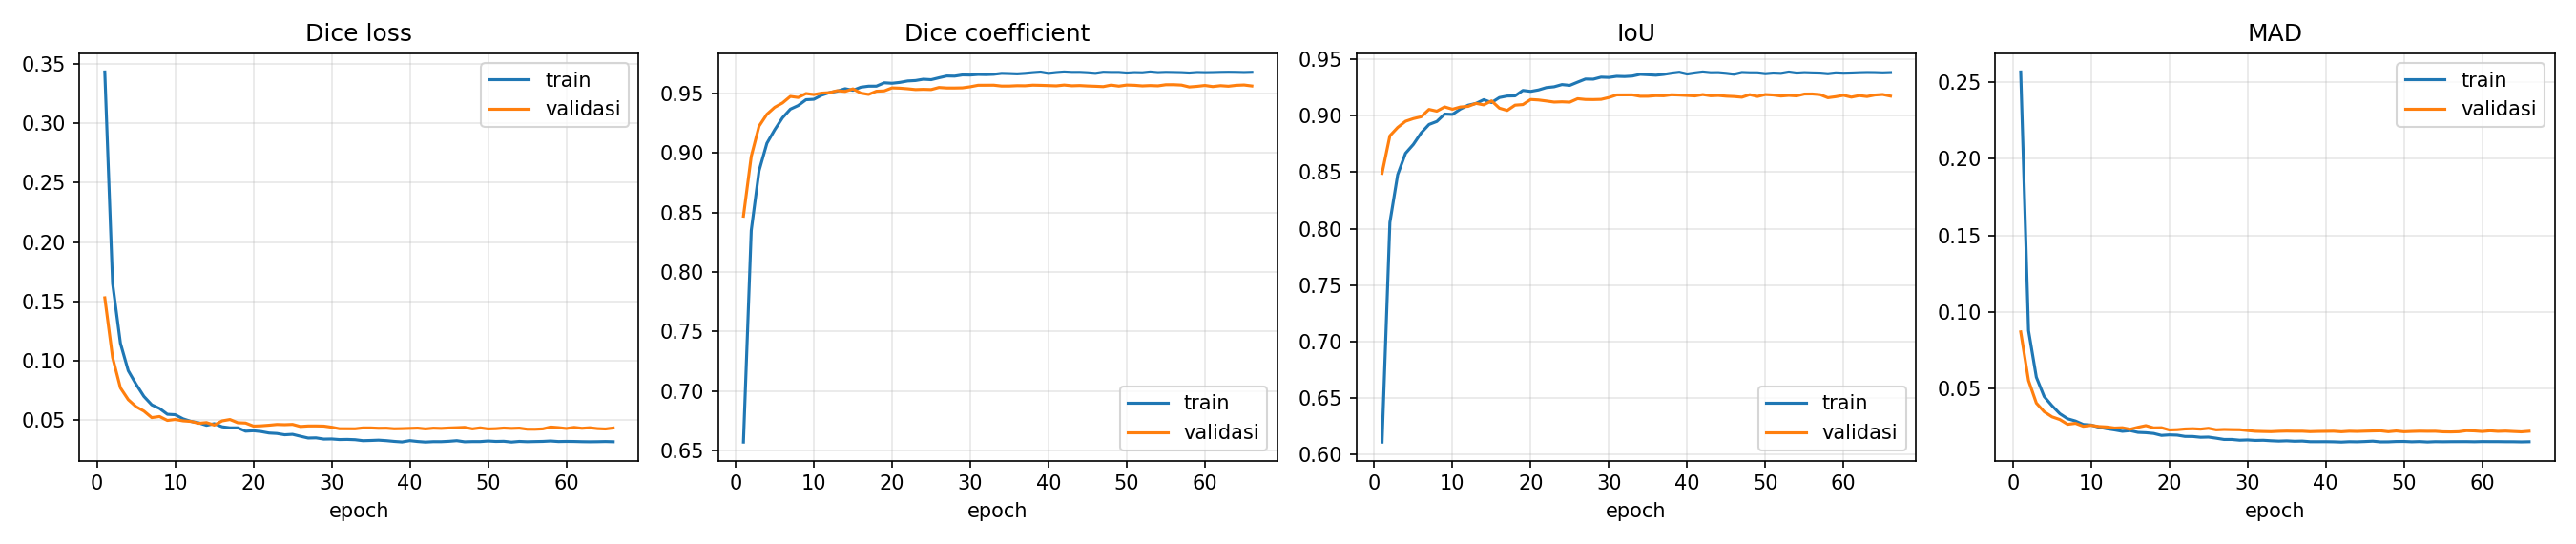 Dice loss
0.35
0.30
0.25
0.20
0.15
0.10
0.05
train
validasi
0 10 20 30 40 50 60
epoch
Dice coefficient
0.95
0.90
0.85
0.80
0.75
0.70
0.65
train
validasi
0 10 20 30 40 50 60
epoch
IoU
0.95
0.90
0.85
0.80
0.75
0.70
0.65
0.60
train
validasi
0 10 20 30 40 50 60
epoch
MAD
0.25
0.20
0.15
0.10
0.05
train
validasi
0 10 20 30 40 50 60
epoch